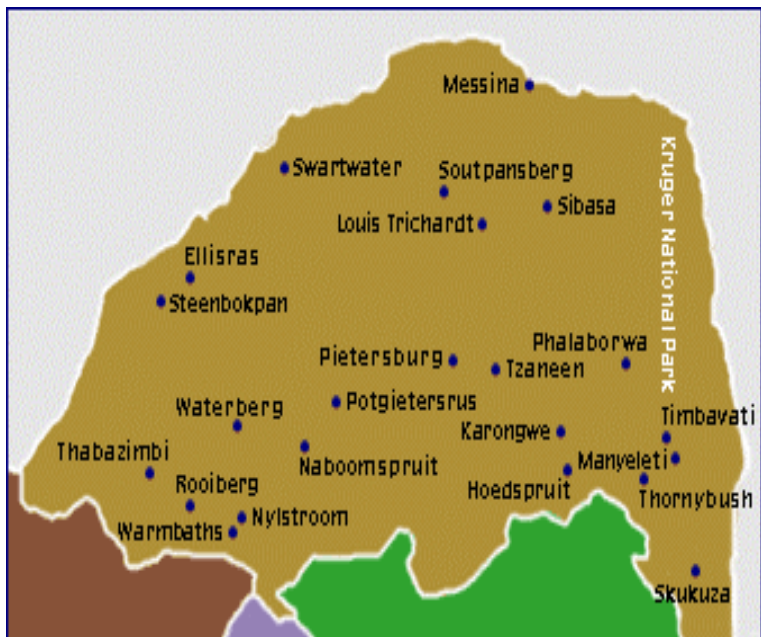 Messina
Swartwater
Soutpansberg
Sibasa
Louis Trichardt
Kruger National Park
Ellisras
Steenbokpan
Phalaborwa
Pietersburg
Tzaneen
Waterberg
Potgietersrus
Timbavati
Karongwe
Thabazimbi
Naboomspruit
Manyeleti
Rooiberg
Hoedspruit
Thornybush
Nylstroom
Warmbaths
Skukuza